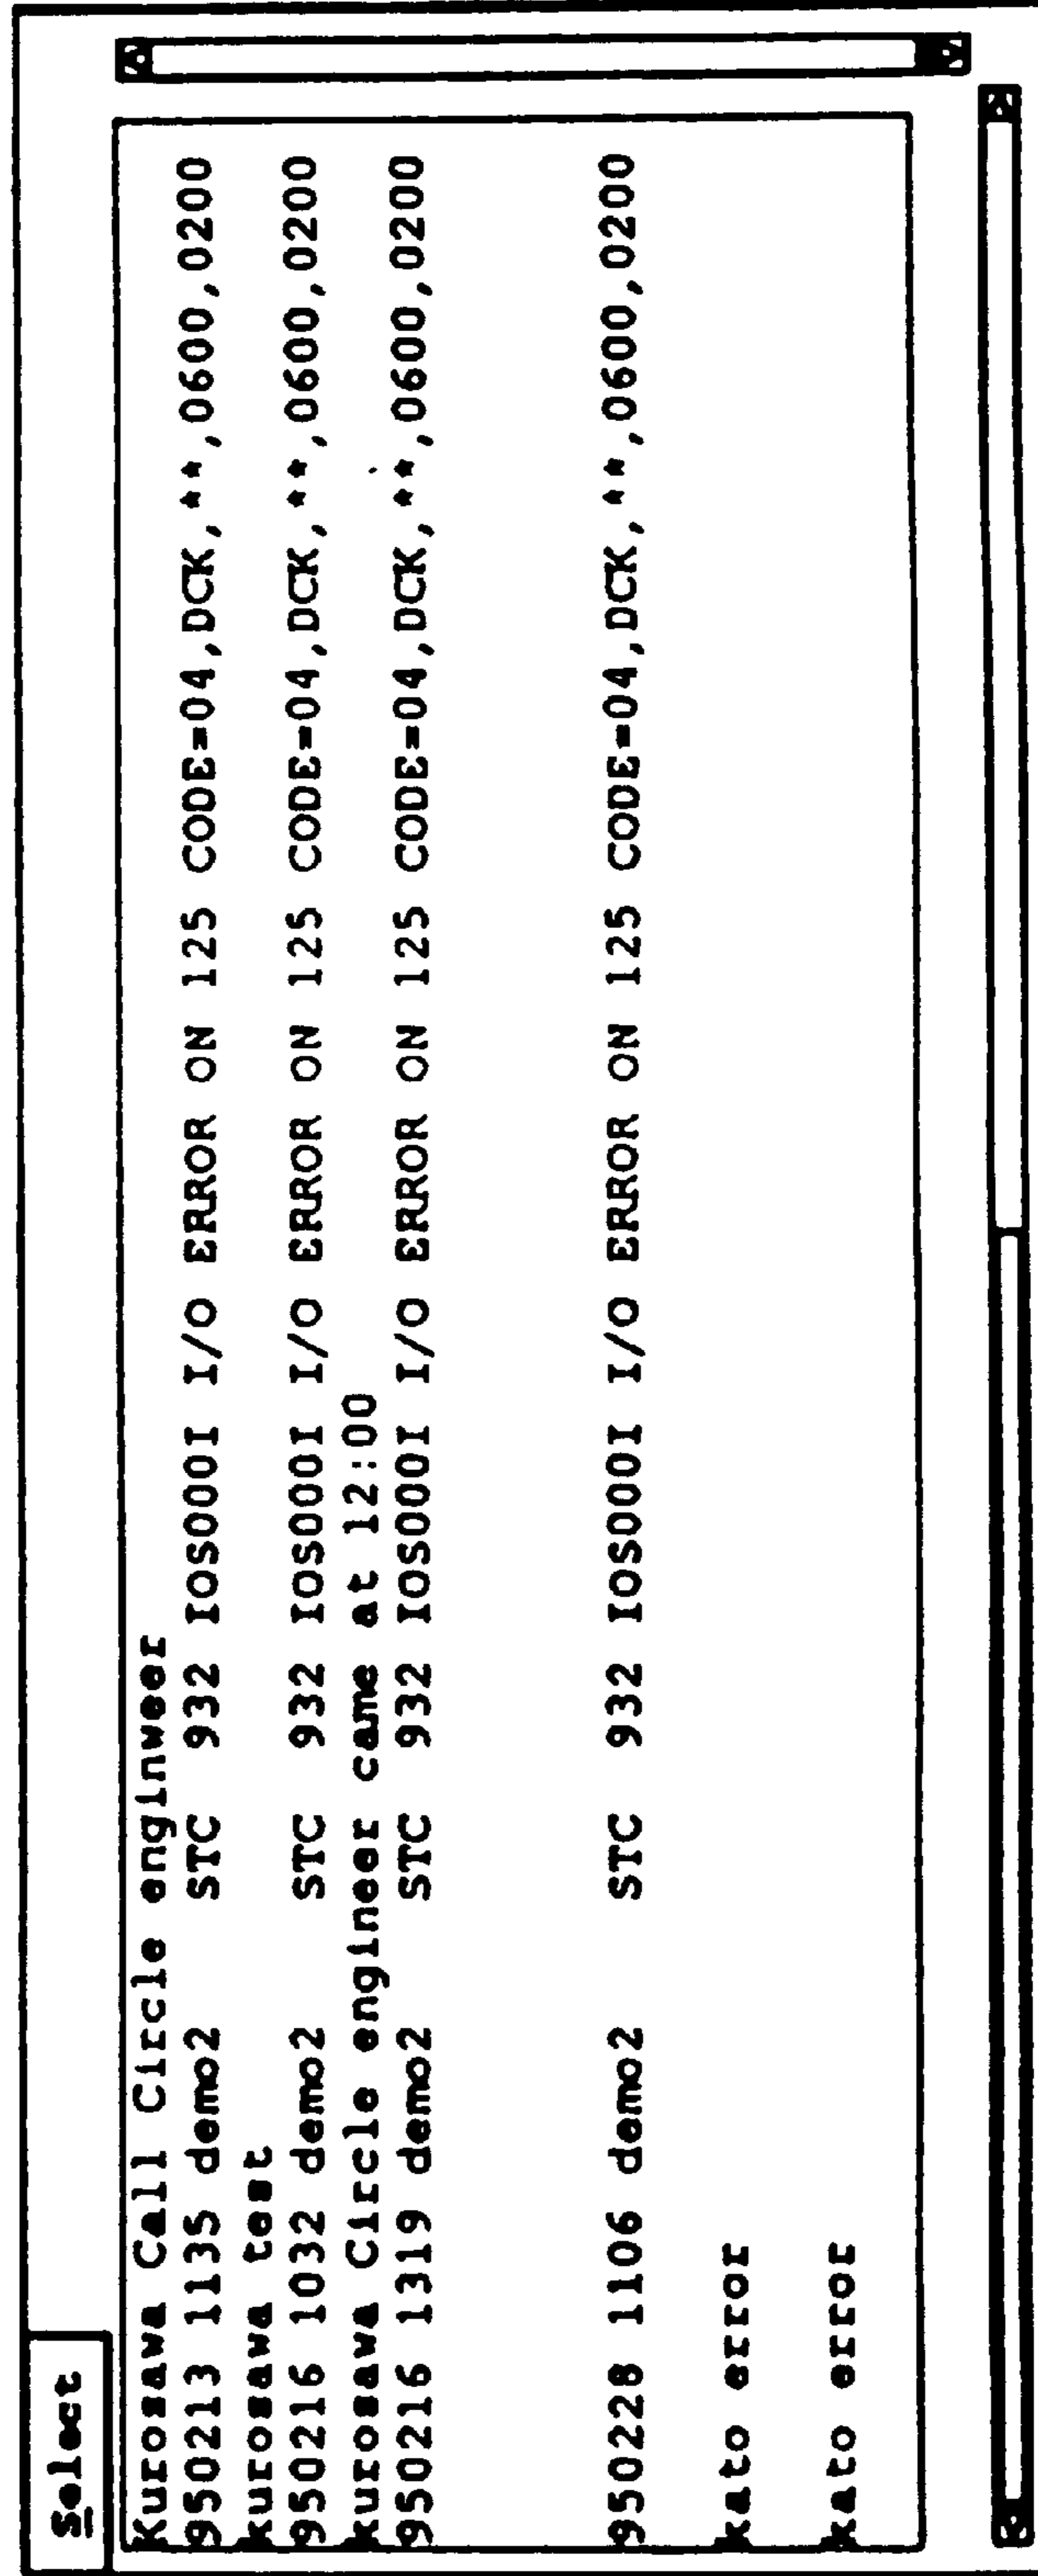 Select
Kurosawa Call Circle enginweer
950213 1135 demo2 STC 932 IOS000I I/O ERROR ON 125 CODE=04,DCK,**,0600,0200
kurosawa test
950216 1032 demo2 STC 932 IOS000I I/O ERROR ON 125 CODE=04,DCK,**,0600,0200
kurosawa Circle engineer came at 12:00
950216 1319 demo2 STC 932 IOS000I I/O ERROR ON 125 CODE=04,DCK,**,0600,0200
950228 1106 demo2 STC 932 IOS000I I/O ERROR ON 125 CODE=04,DCK,**,0600,0200
kato error
kato error